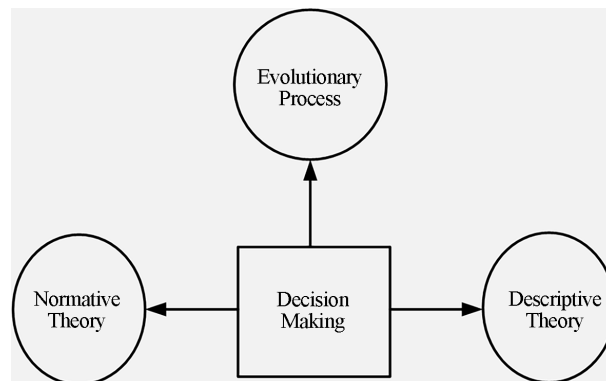 Evolutionary
Process
Normative
Theory
Decision
Making
Descriptive
Theory